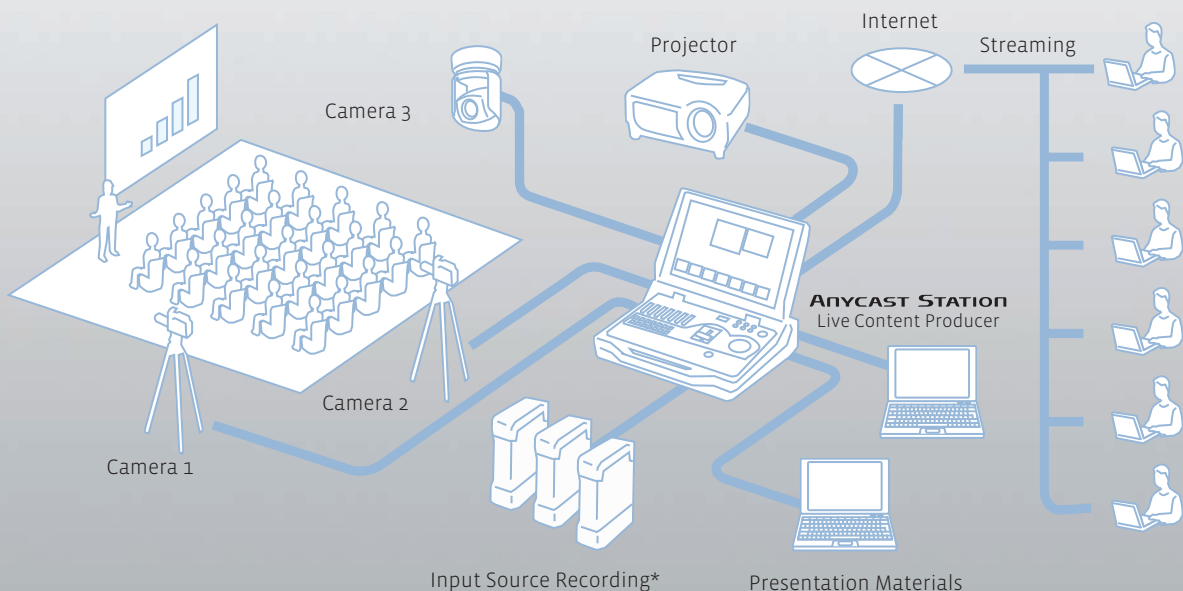 Internet
Projector
Streaming
Camera 3
ANYCAST STATION
Live Content Producer
Camera 2
Camera 1
Input Source Recording*
Presentation Materials